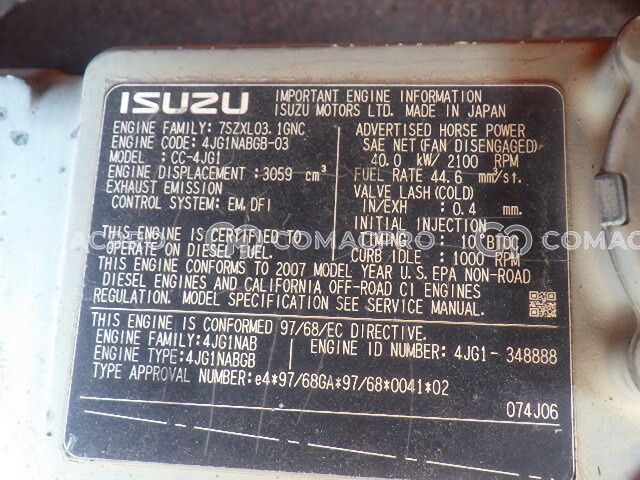 ISUZU
IMPORTANT ENGINE INFORMATION
ISUZU MOTORS LTD. MADE IN JAPAN
ENGINE FAMILY: 7SZXL03.1GNC
ENGINE CODE: 4JG1NABGB-03
MODEL : CC-4JG1
ENGINE DISPLACEMENT:3059 cm³
EXHAUST EMISSION
CONTROL SYSTEM: EM,DFI
ADVERTISED HORSE POWER
SAE NET (FAN DISENGAGED)
40.0 kW/ 2100 RPM
FUEL RATE 44.6 mm³/st.
VALVE LASH (COLD)
IN/EXH : 0.4 mm.
INITIAL INJECTION
TIMING : 10 BTDC
CURB IDLE : 1000 RPM
THIS ENGINE IS CERTIFIED TO
OPERATE ON DIESEL FUEL.
THIS ENGINE CONFORMS TO 2007 MODEL YEAR U.S.EPA NON-ROAD
DIESEL ENGINES AND CALIFORNIA OFF-ROAD CI ENGINES
REGULATION. MODEL SPECIFICATION SEE SERVICE MANUAL.
THIS ENGINE IS CONFORMED 97/68/EC DIRECTIVE.
ENGINE FAMILY:4JG1NAB
ENGINE TYPE:4JG1NABGB
ENGINE ID NUMBER: 4JG1- 348888
TYPE APPROVAL NUMBER:e4*97/68GA*97/68*0041*02
074J06
COMACPRO